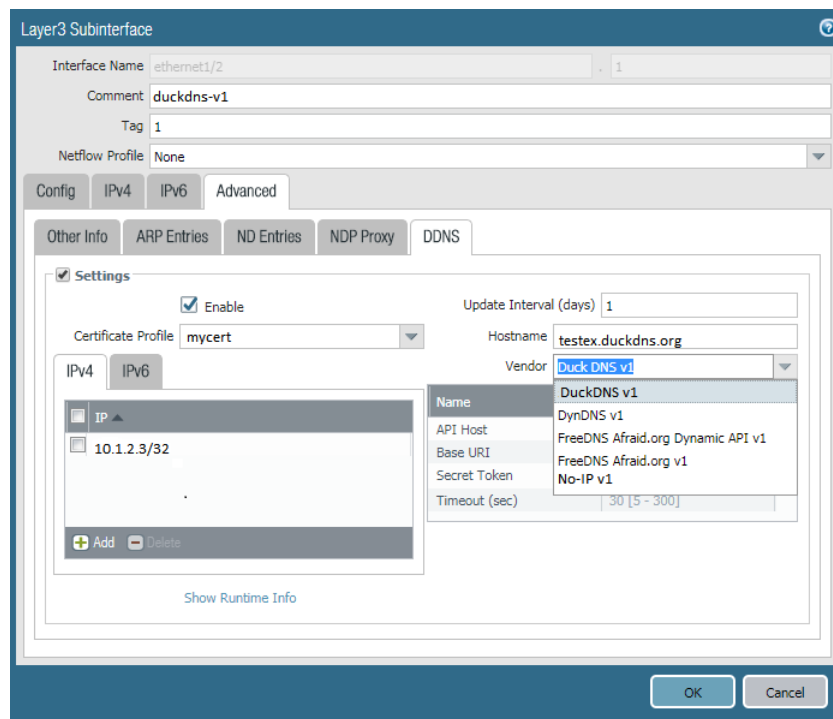 Layer3 Subinterface
Interface Name ethernet1/2 . 1
Comment duckdns-v1
Tag 1
Netflow Profile None
Config IPv4 IPv6 Advanced
Other Info ARP Entries ND Entries NDP Proxy DDNS
Settings
Enable Update Interval (days) 1
Certificate Profile mycert Hostname testex.duckdns.org
IPv4 IPv6 Vendor Duck DNS v1
DuckDNS v1
DynDNS v1
FreeDNS Afraid.org Dynamic API v1
FreeDNS Afraid.org v1
No-IP v1
IP
10.1.2.3/32
.
Add Delete
Name
API Host
Base URI
Secret Token
Timeout (sec) 30 [5 - 300]
Show Runtime Info
OK Cancel